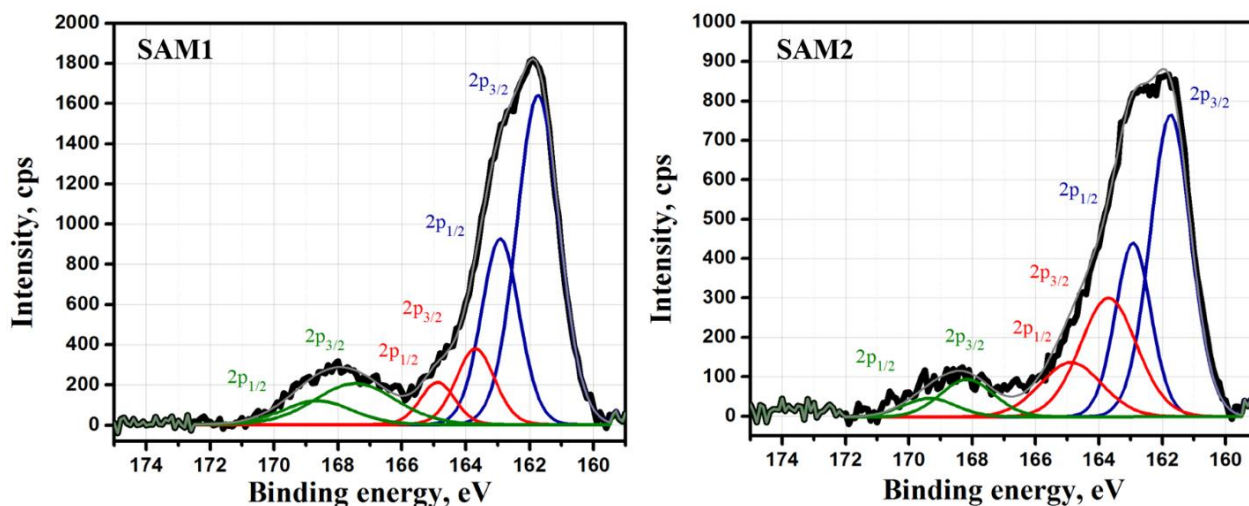 SAM1
Intensity, cps
2000
1800
1600
1400
1200
1000
800
600
400
200
0
2p3/2
2p1/2
2p3/2
2p1/2
2p3/2
2p1/2
174 172 170 168 166 164 162 160
Binding energy, eV
SAM2
Intensity, cps
1000
900
800
700
600
500
400
300
200
100
0
2p3/2
2p1/2
2p3/2
2p1/2
2p3/2
2p1/2
174 172 170 168 166 164 162 160
Binding energy, eV